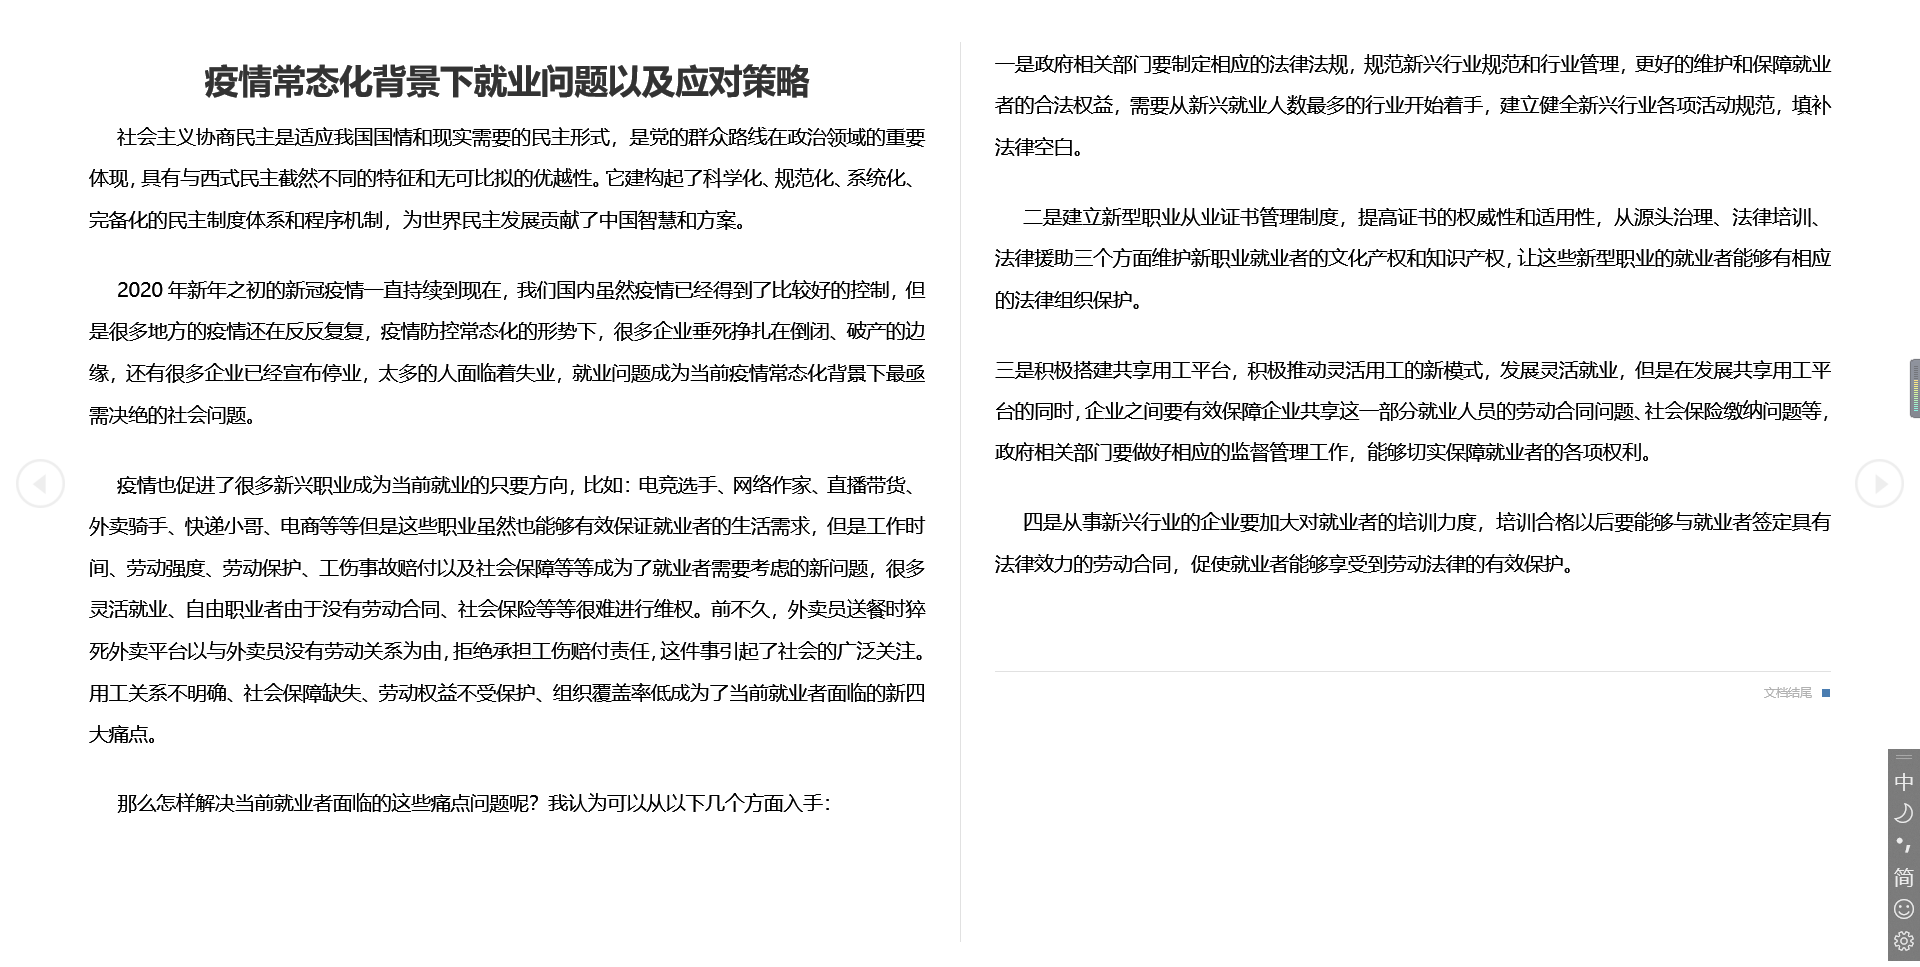 疫情常态化背景下就业问题以及应对策略
社会主义协商民主是适应我国国情和现实需要的民主形式，是党的群众路线在政治领域的重要
体现，具有与西式民主截然不同的特征和无可比拟的优越性。它建构起了科学化、规范化、系统化、
完备化的民主制度体系和程序机制，为世界民主发展贡献了中国智慧和方案。
2020 年新年之初的新冠疫情一直持续到现在，我们国内虽然疫情已经得到了比较好的控制，但
是很多地方的疫情还在反反复复，疫情防控常态化的形势下，很多企业垂死挣扎在倒闭、破产的边
缘，还有很多企业已经宣布停业，太多的人面临着失业，就业问题成为当前疫情常态化背景下最亟
需决绝的社会问题。
疫情也促进了很多新兴职业成为当前就业的只要方向，比如：电竞选手、网络作家、直播带货、
外卖骑手、快递小哥、电商等等但是这些职业虽然也能够有效保证就业者的生活需求，但是工作时
间、劳动强度、劳动保护、工伤事故赔付以及社会保障等等成为了就业者需要考虑的新问题，很多
灵活就业、自由职业者由于没有劳动合同、社会保险等等很难进行维权。前不久，外卖员送餐时猝
死外卖平台以与外卖员没有劳动关系为由，拒绝承担工伤赔付责任，这件事引起了社会的广泛关注。
用工关系不明确、社会保障缺失、劳动权益不受保护、组织覆盖率低成为了当前就业者面临的新四
大痛点。
那么怎样解决当前就业者面临的这些痛点问题呢？我认为可以从以下几个方面入手：
一是政府相关部门要制定相应的法律法规，规范新兴行业规范和行业管理，更好的维护和保障就业
者的合法权益，需要从新兴就业人数最多的行业开始着手，建立健全新兴行业各项活动规范，填补
法律空白。
二是建立新型职业从业证书管理制度，提高证书的权威性和适用性，从源头治理、法律培训、
法律援助三个方面维护新职业就业者的文化产权和知识产权，让这些新型职业的就业者能够有相应
的法律组织保护。
三是积极搭建共享用工平台，积极推动灵活用工的新模式，发展灵活就业，但是在发展共享用工平
台的同时，企业之间要有效保障企业共享这一部分就业人员的劳动合同问题、社会保险缴纳问题等，
政府相关部门要做好相应的监督管理工作，能够切实保障就业者的各项权利。
四是从事新兴行业的企业要加大对就业者的培训力度，培训合格以后要能够与就业者签定具有
法律效力的劳动合同，促使就业者能够享受到劳动法律的有效保护。
文档结尾
中
简